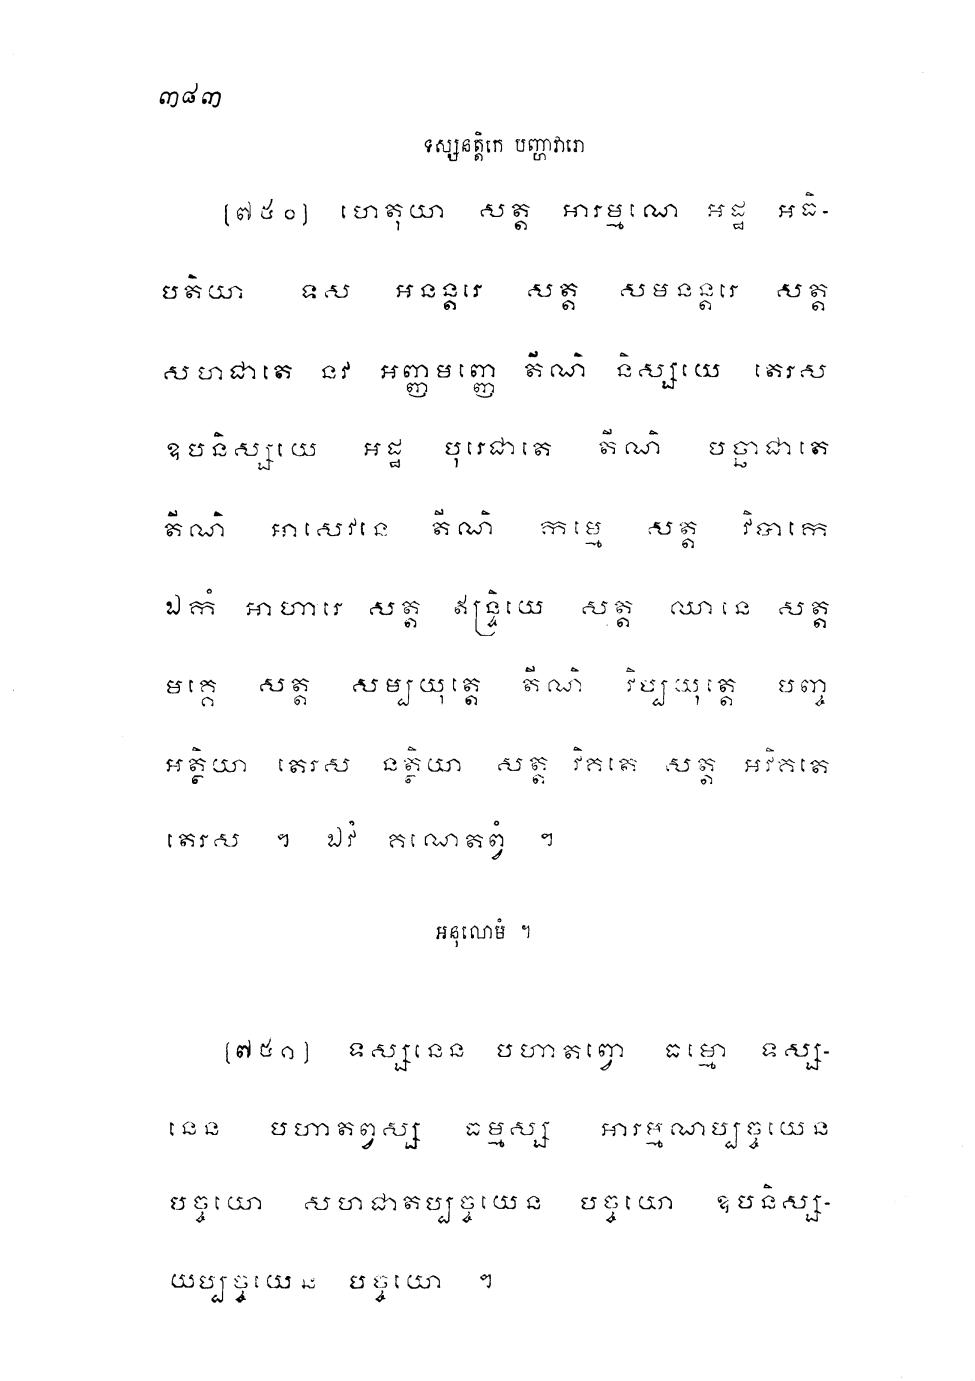 ៣៨៣
ទស្សនត្តិកេ បញ្ហាវារោ
[៧៥០] ហេតុយា សត្ត អារម្មណេ អដ្ឋ អធិ-
បតិយា ទស អនន្តរេ សត្ត សមនន្តរេ សត្ត
សហជាតេ នវ អញ្ញមញ្ញេ តីណិ និស្សយេ តេរស
ឧបនិស្សយេ អដ្ឋ បុរេជាតេ តីណិ បច្ឆាជាតេ
តីណិ អាសេវនេ តីណិ កម្មេ សត្ត វិបាកេ
ឯកំ អាហារេ សត្ត ឥន្ទ្រិយេ សត្ត ឈានេ សត្ត
មគ្គេ សត្ត សម្បយុត្តេ តីណិ វិប្បយុត្តេ បញ្ច
អត្ថិយា តេរស នត្ថិយា សត្ត វិគតេ សត្ត អវិគតេ
តេរស ។ ឯវំ គណេតព្វំ ។
អនុលោមំ ។
[៧៥១] ទស្សនេន បហាតព្វោ ធម្មោ ទស្ស-
នេន បហាតព្វស្ស ធម្មស្ស អារម្មណប្បច្ចយេន
បច្ចយោ សហជាតប្បច្ចយេន បច្ចយោ ឧបនិស្ស-
យប្បច្ចយេន បច្ចយោ ។